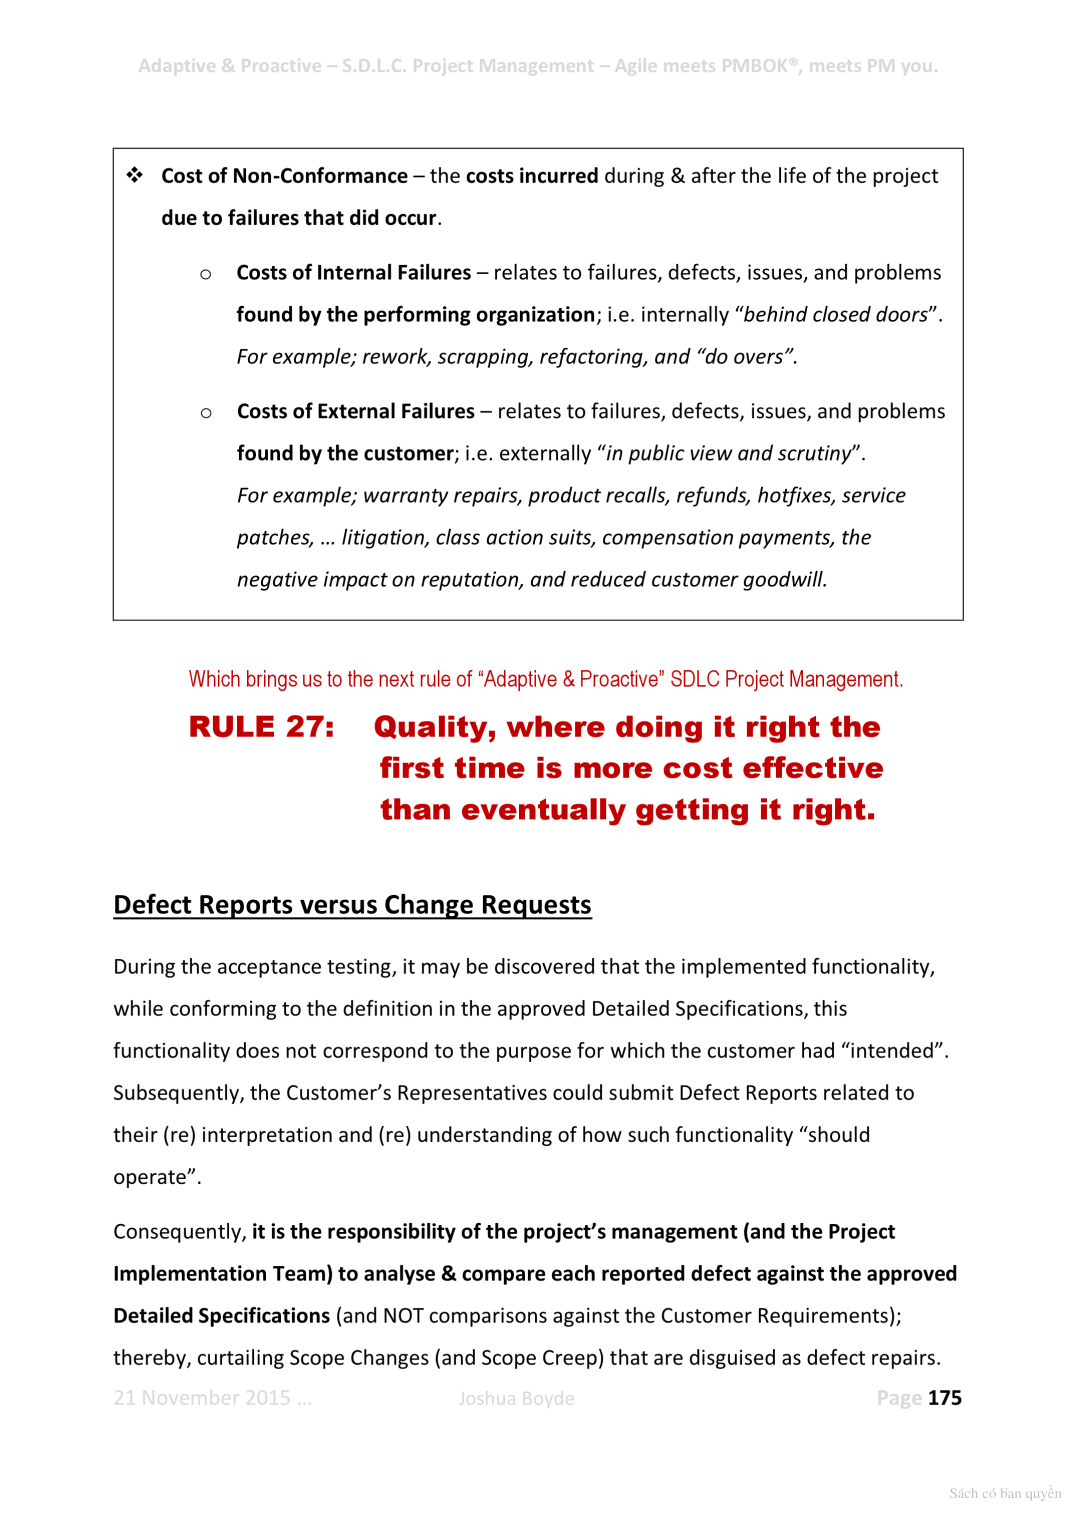 Adaptive & Proactive – S.D.L.C. Project Management – Agile meets PMBOK®, meets PM you.
❖ Cost of Non-Conformance – the costs incurred during & after the life of the project
due to failures that did occur.
o Costs of Internal Failures – relates to failures, defects, issues, and problems
found by the performing organization; i.e. internally “behind closed doors”.
For example; rework, scrapping, refactoring, and “do overs”.
o Costs of External Failures – relates to failures, defects, issues, and problems
found by the customer; i.e. externally “in public view and scrutiny”.
For example; warranty repairs, product recalls, refunds, hotfixes, service
patches, … litigation, class action suits, compensation payments, the
negative impact on reputation, and reduced customer goodwill.
Which brings us to the next rule of “Adaptive & Proactive” SDLC Project Management.
RULE 27: Quality, where doing it right the
first time is more cost effective
than eventually getting it right.
Defect Reports versus Change Requests
During the acceptance testing, it may be discovered that the implemented functionality,
while conforming to the definition in the approved Detailed Specifications, this
functionality does not correspond to the purpose for which the customer had “intended”.
Subsequently, the Customer’s Representatives could submit Defect Reports related to
their (re) interpretation and (re) understanding of how such functionality “should
operate”.
Consequently, it is the responsibility of the project’s management (and the Project
Implementation Team) to analyse & compare each reported defect against the approved
Detailed Specifications (and NOT comparisons against the Customer Requirements);
thereby, curtailing Scope Changes (and Scope Creep) that are disguised as defect repairs.
21 November 2015 … Joshua Boyde Page 175
Sách có bản quyền